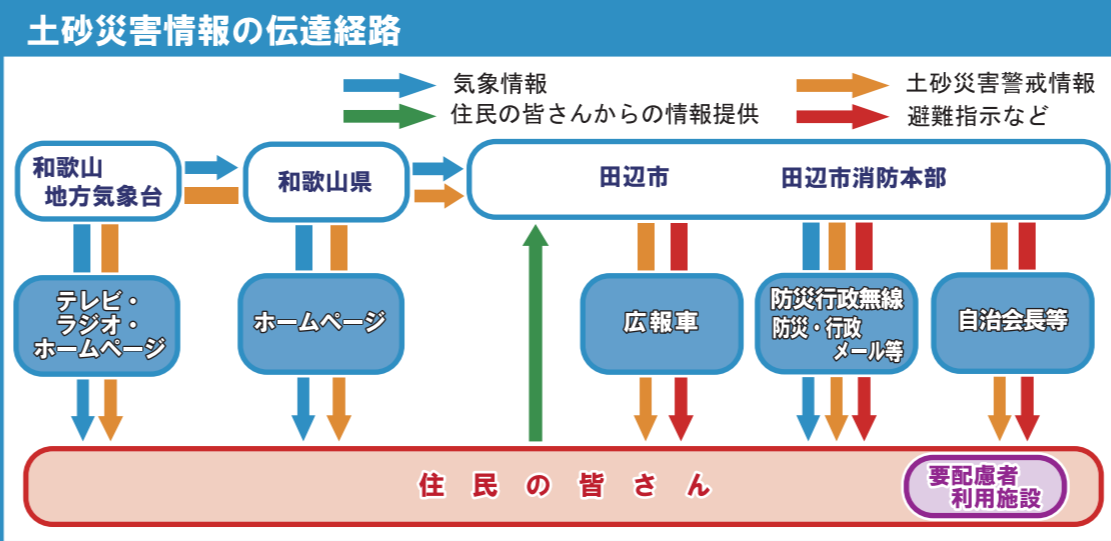 土砂災害情報の伝達経路
気象情報
土砂災害警戒情報
住民の皆さんからの情報提供
避難指示など
和歌山
地方気象台
和歌山県
田辺市
田辺市消防本部
テレビ・
ラジオ・
ホームページ
ホームページ
広報車
防災行政無線
防災・行政
メール等
自治会長等
住民の皆さん
要配慮者
利用施設